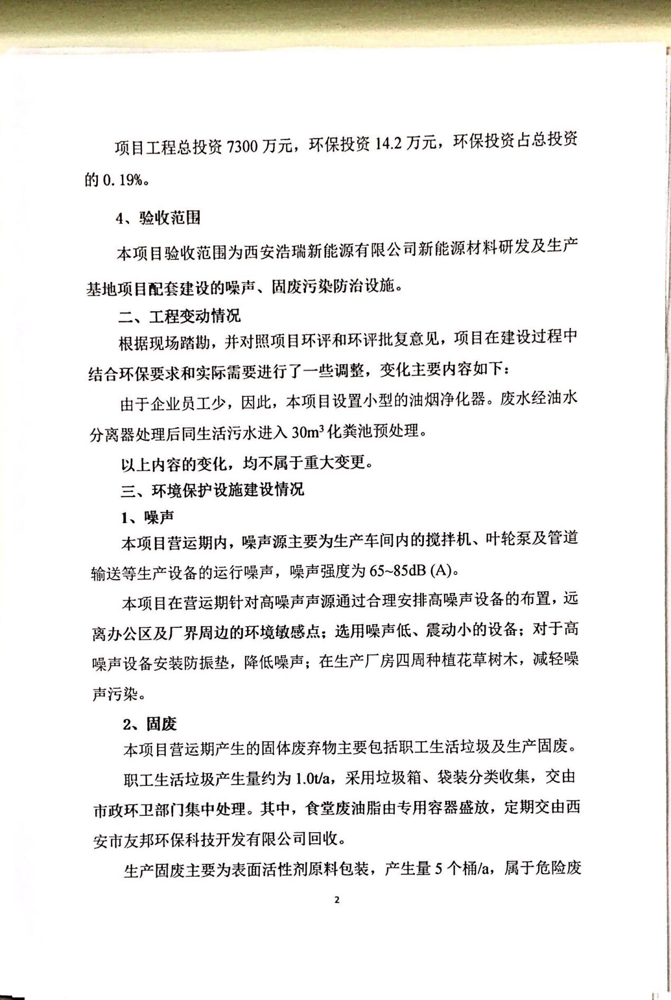 项目工程总投资 7300 万元，环保投资 14.2 万元，环保投资占总投资
的 0.19%。
4、验收范围
本项目验收范围为西安浩瑞新能源有限公司新能源材料研发及生产
基地项目配套建设的噪声、固废污染防治设施。
二、工程变动情况
根据现场踏勘，并对照项目环评和环评批复意见，项目在建设过程中
结合环保要求和实际需要进行了一些调整，变化主要内容如下：
由于企业员工少，因此，本项目设置小型的油烟净化器。废水经油水
分离器处理后同生活污水进入 30m³ 化粪池预处理。
以上内容的变化，均不属于重大变更。
三、环境保护设施建设情况
1、噪声
本项目营运期内，噪声源主要为生产车间内的搅拌机、叶轮泵及管道
输送等生产设备的运行噪声，噪声强度为 65~85dB (A)。
本项目在营运期针对高噪声声源通过合理安排高噪声设备的布置，远
离办公区及厂界周边的环境敏感点；选用噪声低、震动小的设备；对于高
噪声设备安装防振垫，降低噪声；在生产厂房四周种植花草树木，减轻噪
声污染。
2、固废
本项目营运期产生的固体废弃物主要包括职工生活垃圾及生产固废。
职工生活垃圾产生量约为 1.0t/a，采用垃圾箱、袋装分类收集，交由
市政环卫部门集中处理。其中，食堂废油脂由专用容器盛放，定期交由西
安市友邦环保科技开发有限公司回收。
生产固废主要为表面活性剂原料包装，产生量 5 个桶/a，属于危险废
2